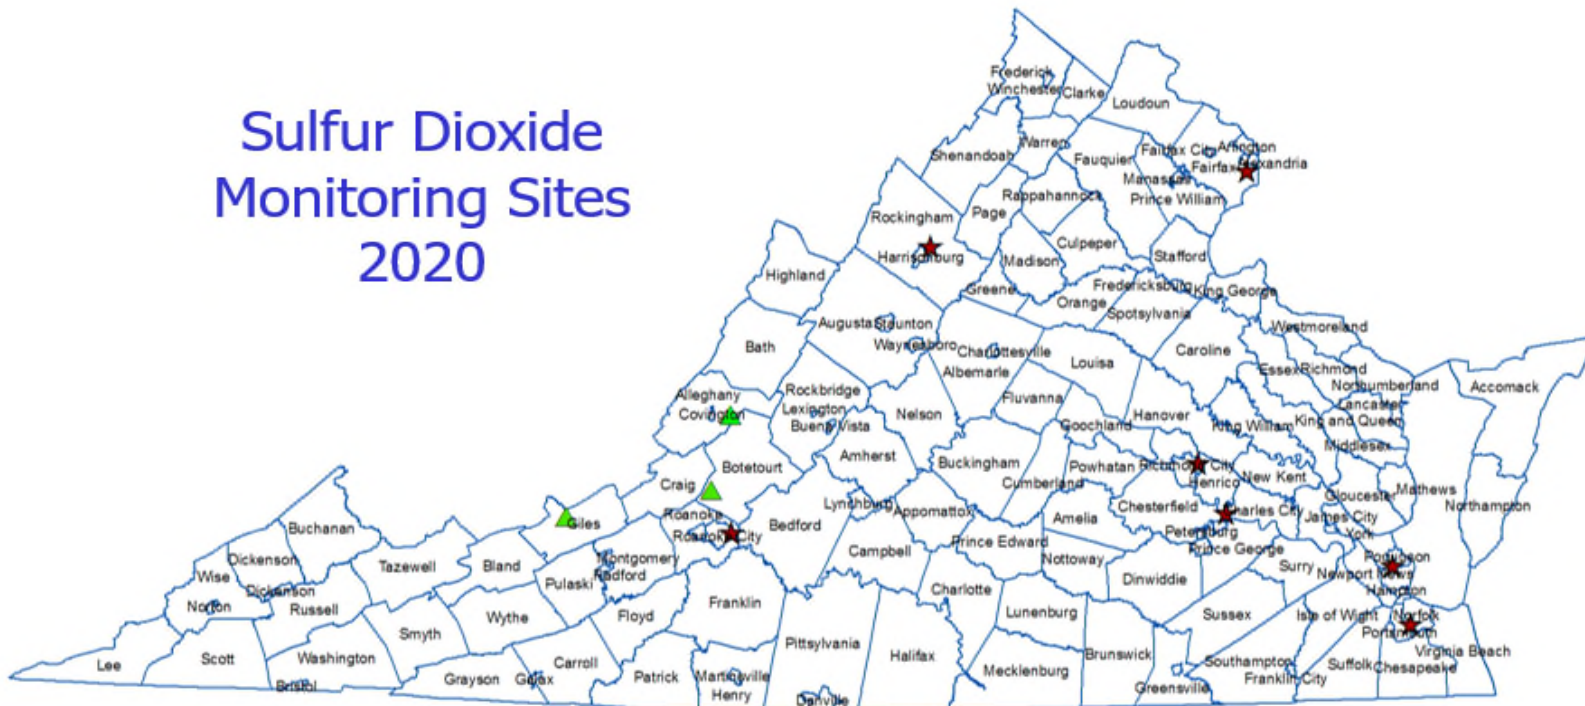 Sulfur Dioxide
Monitoring Sites
2020
Frederick
Winchester
Clarke
Loudoun
Shenandoah
Warren
Fauquier
Fairfax City
Arlington
Fairfax
Manassas
Prince William
Rappahannock
Page
Rockingham
Harrisonburg
Culpeper
Madison
Stafford
Highland
Greene
Orange
Fredericksburg
King George
Spotsylvania
Westmoreland
Augusta
Staunton
Waynesboro
Charlottesville
Albemarle
Louisa
Caroline
Essex
Richmond
Northumberland
Accomack
Bath
Alleghany
Covington
Rockbridge
Lexington
Buena Vista
Nelson
Fluvanna
Goochland
Hanover
King William
King and Queen
Lancaster
Middlesex
Botetourt
Amherst
Buckingham
Cumberland
Powhatan
Richmond City
Henrico
New Kent
Gloucester
Mathews
Northampton
Craig
Roanoke
Roanoke City
Bedford
Lynchburg
Appomattox
Amelia
Chesterfield
Charles City
James City
York
Giles
Buchanan
Dickenson
Wise
Dickenson
Norton
Russell
Tazewell
Bland
Pulaski
Montgomery
Radford
Campbell
Prince Edward
Nottoway
Petersburg
Prince George
Dinwiddie
Surry
Poquoson
Newport News
Hampton
Lee
Scott
Washington
Bristol
Smyth
Wythe
Grayson
Galax
Carroll
Floyd
Franklin
Patrick
Martinsville
Henry
Pittsylvania
Danville
Halifax
Charlotte
Lunenburg
Mecklenburg
Brunswick
Greensville
Sussex
Southampton
Franklin City
Isle of Wight
Suffolk
Norfolk
Portsmouth
Chesapeake
Virginia Beach